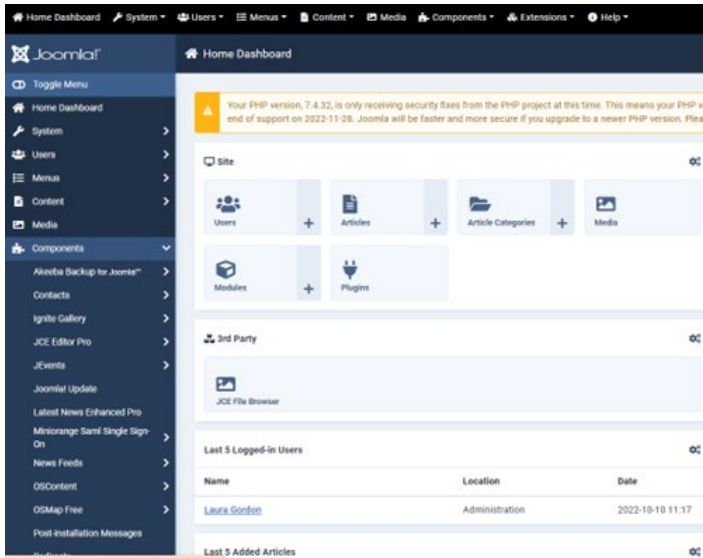 Home Dashboard System Users Menus Content Media Components Extensions Help
Joomla!
Home Dashboard
Toggle Menu
Home Dashboard
System
Users
Menus
Content
Media
Components
Akeeba Backup for Joomla!™
Contacts
Ignite Gallery
JCE Editor Pro
JEvents
Joomla! Update
Latest News Enhanced Pro
Miniorange Saml Single Sign-
On
News Feeds
OSContent
OSMap Free
Post-installation Messages
Your PHP version, 7.4.32, is only receiving security fixes from the PHP project at this time. This means your PHP v
end of support on 2022-11-28. Joomla will be faster and more secure if you upgrade to a newer PHP version. Plea
Site
Users +
Articles +
Article Categories +
Media
Modules +
Plugins
3rd Party
JCE File Browser
Last 5 Logged-in Users
Name Location Date
Laura Gordon Administration 2022-10-10 11:17
Last 5 Added Articles